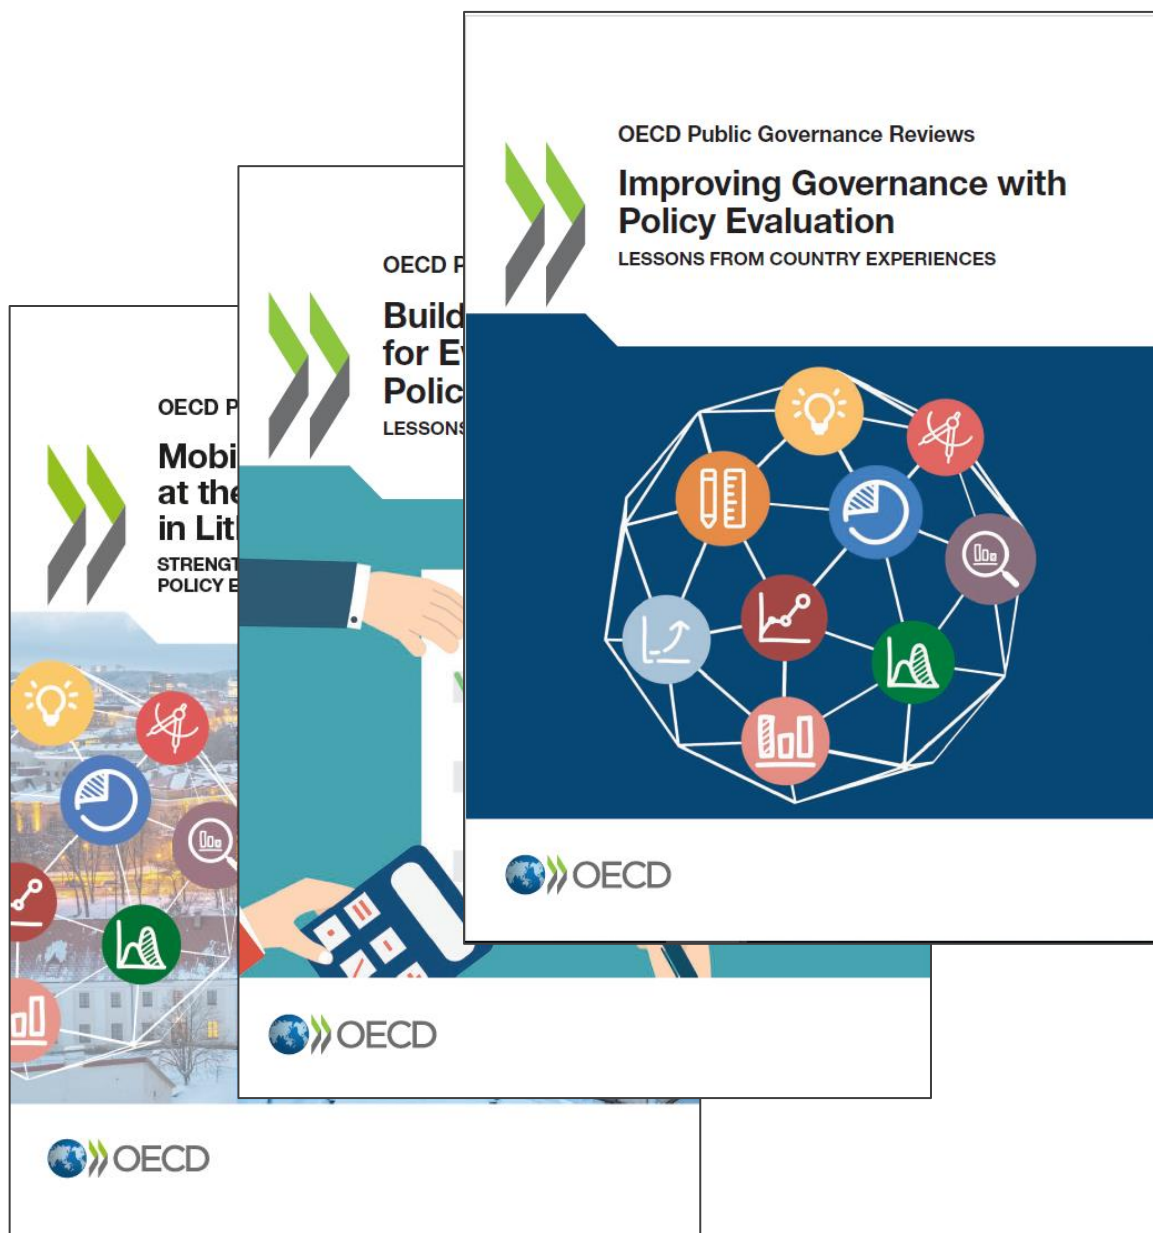 OECD Public Governance Reviews
Improving Governance with
Policy Evaluation
LESSONS FROM COUNTRY EXPERIENCES
OECD
OECD P
Build
for E
Polic
LESSONS
OECD
OECD P
Mobi
at the
in Lit
STRENGT
POLICY E
OECD